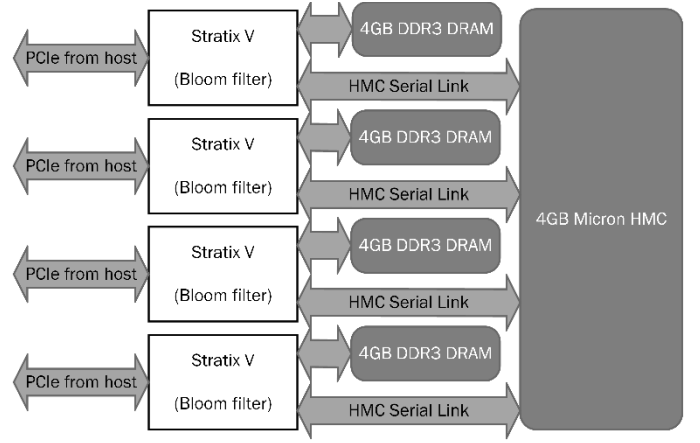 Stratix V
4GB DDR3 DRAM
PCIe from host
(Bloom filter)
HMC Serial Link
Stratix V
4GB DDR3 DRAM
PCIe from host
(Bloom filter)
HMC Serial Link
4GB Micron HMC
Stratix V
4GB DDR3 DRAM
PCIe from host
(Bloom filter)
HMC Serial Link
Stratix V
4GB DDR3 DRAM
PCIe from host
(Bloom filter)
HMC Serial Link